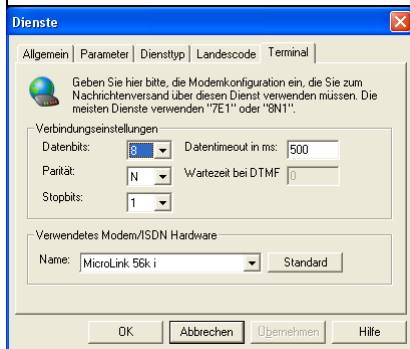 Dienste
Allgemein Parameter Diensttyp Landescode Terminal
Geben Sie hier bitte, die Modemkonfiguration ein, die Sie zum
Nachrichtenversand über diesen Dienst verwenden müssen. Die
meisten Dienste verwenden "7E1" oder "8N1".
Verbindungseinstellungen
Datenbits: 8 Datentimeout in ms: 500
Parität: N Wartezeit bei DTMF 0
Stopbits: 1
Verwendetes Modem/ISDN Hardware
Name: MicroLink 56k i Standard
OK Abbrechen Übernehmen Hilfe